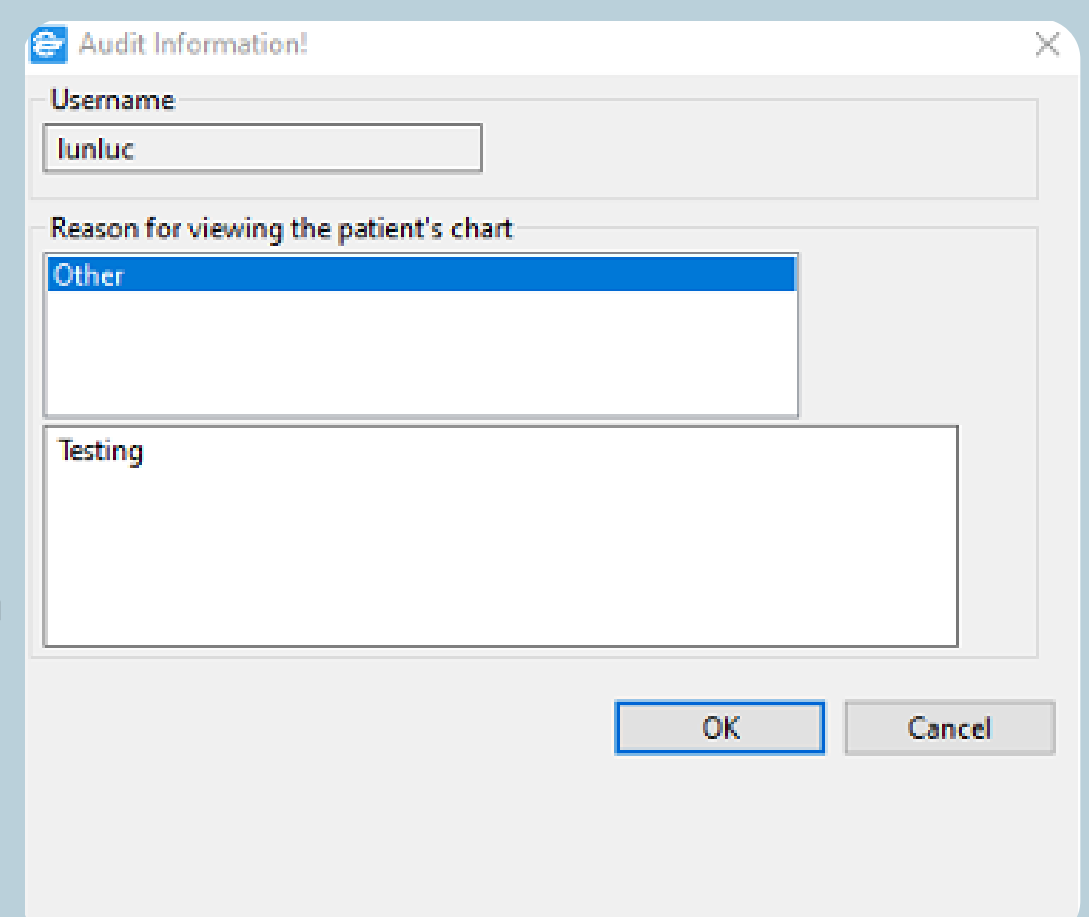 Audit Information!
Username
lunluc
Reason for viewing the patient's chart
Other
Testing
OK
Cancel